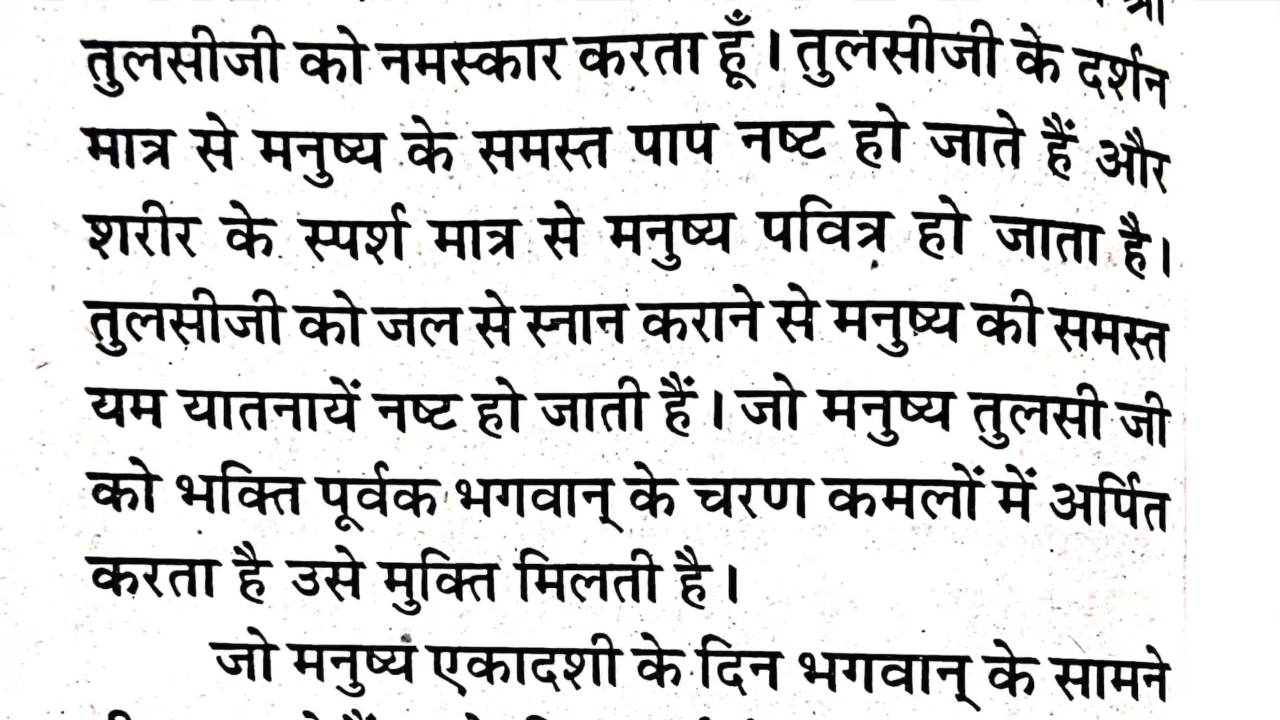 तुलसीजी को नमस्कार करता हूँ। तुलसीजी के दर्शन
मात्र से मनुष्य के समस्त पाप नष्ट हो जाते हैं और
शरीर के स्पर्श मात्र से मनुष्य पवित्र हो जाता है।
तुलसीजी को जल से स्नान कराने से मनुष्य की समस्त
यम यातनायें नष्ट हो जाती हैं। जो मनुष्य तुलसी जी
को भक्ति पूर्वक भगवान् के चरण कमलों में अर्पित
करता है उसे मुक्ति मिलती है।
जो मनुष्य एकादशी के दिन भगवान् के सामने